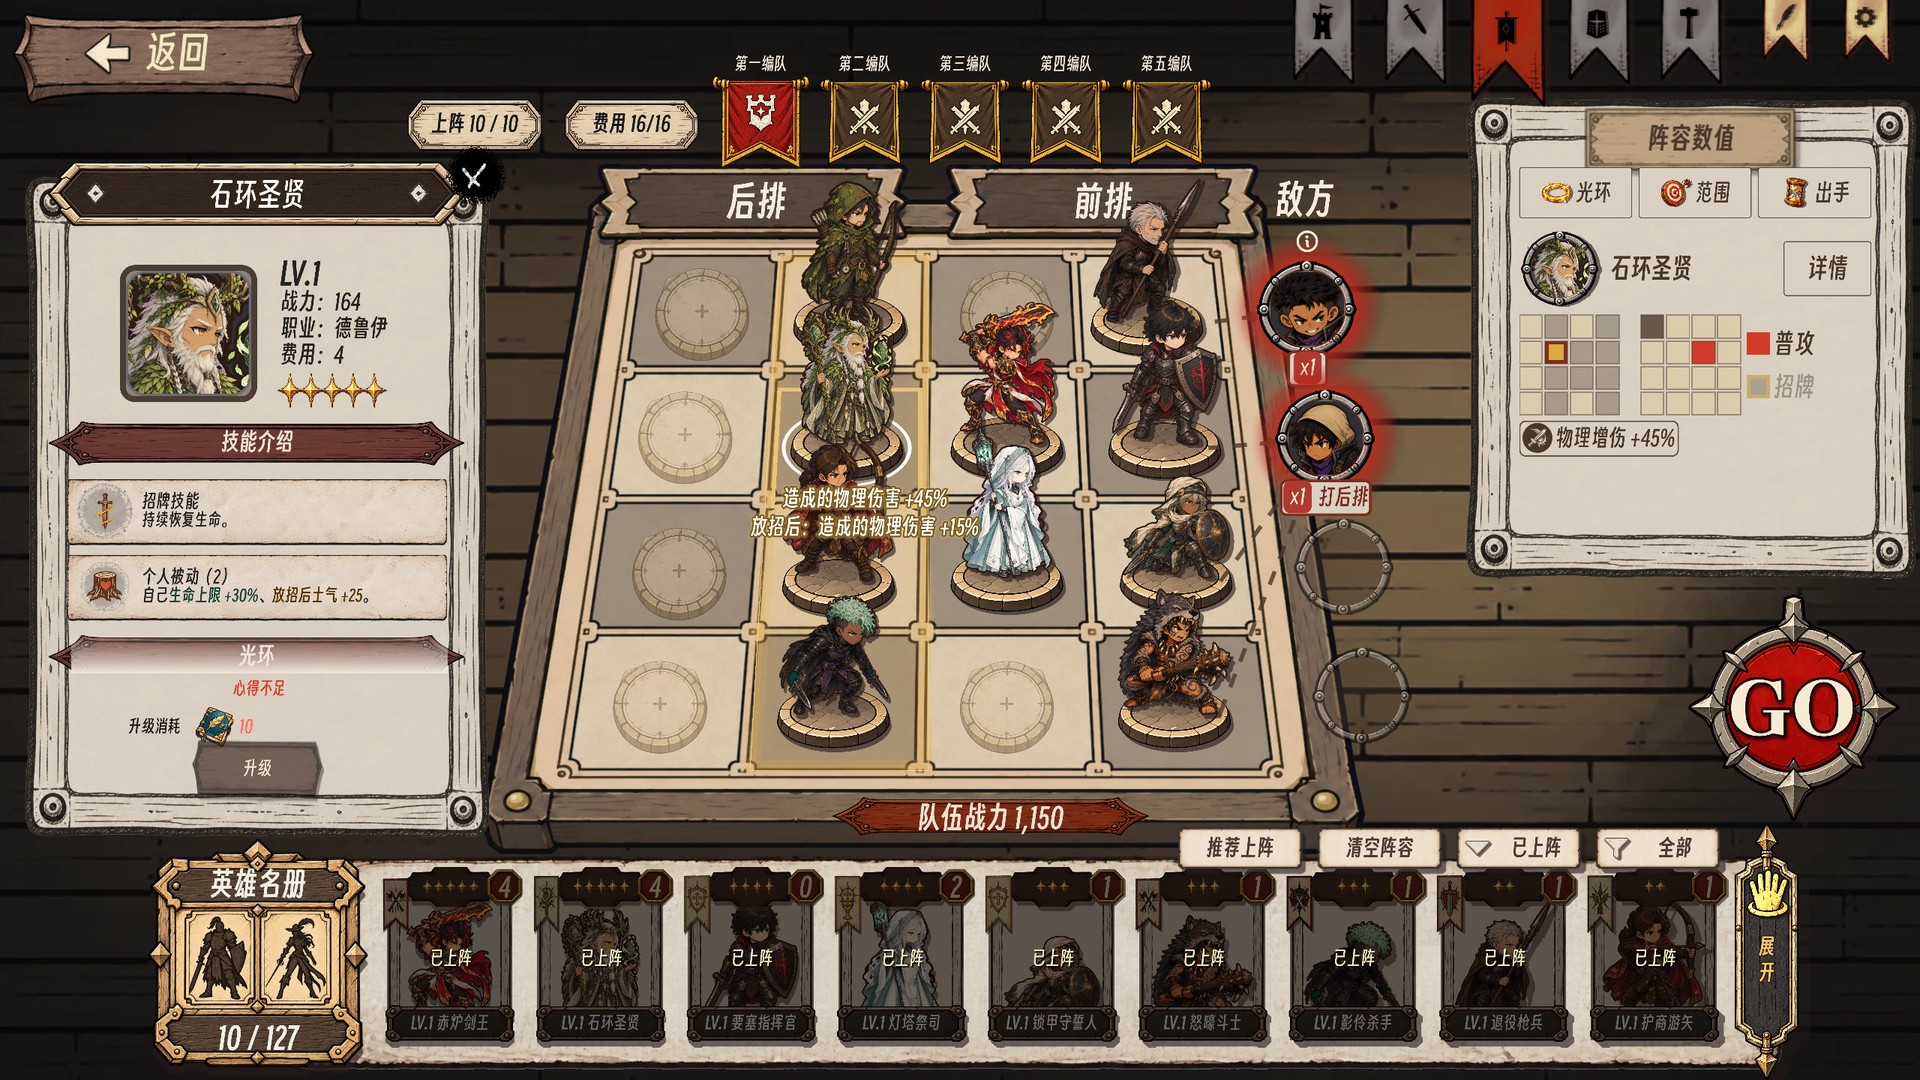 返回
上阵 10 / 10
费用 16/16
第一编队
第二编队
第三编队
第四编队
第五编队
石环圣贤
LV.1
战力：164
职业：德鲁伊
费用：4
技能介绍
招牌技能
持续恢复生命。
个人被动 (2)
自己生命上限 +30%、放招后士气 +25。
光环
心得不足
升级消耗 10
升级
后排
前排
敌方
x1
x1 打后排
造成的物理伤害 +45%
放招后：造成的物理伤害 +15%
队伍战力 1,150
阵容数值
光环
范围
出手
石环圣贤
详情
普攻
招牌
物理增伤 +45%
GO
推荐上阵
清空阵容
已上阵
全部
英雄名册
10 / 127
4
已上阵
LV.1 赤炉剑王
4
已上阵
LV.1 石环圣贤
0
已上阵
LV.1 要塞指挥官
2
已上阵
LV.1 灯塔祭司
1
已上阵
LV.1 锁甲守誓人
1
已上阵
LV.1 怒嚎斗士
1
已上阵
LV.1 影伶杀手
1
已上阵
LV.1 退役枪兵
1
已上阵
LV.1 护商游矢
展开